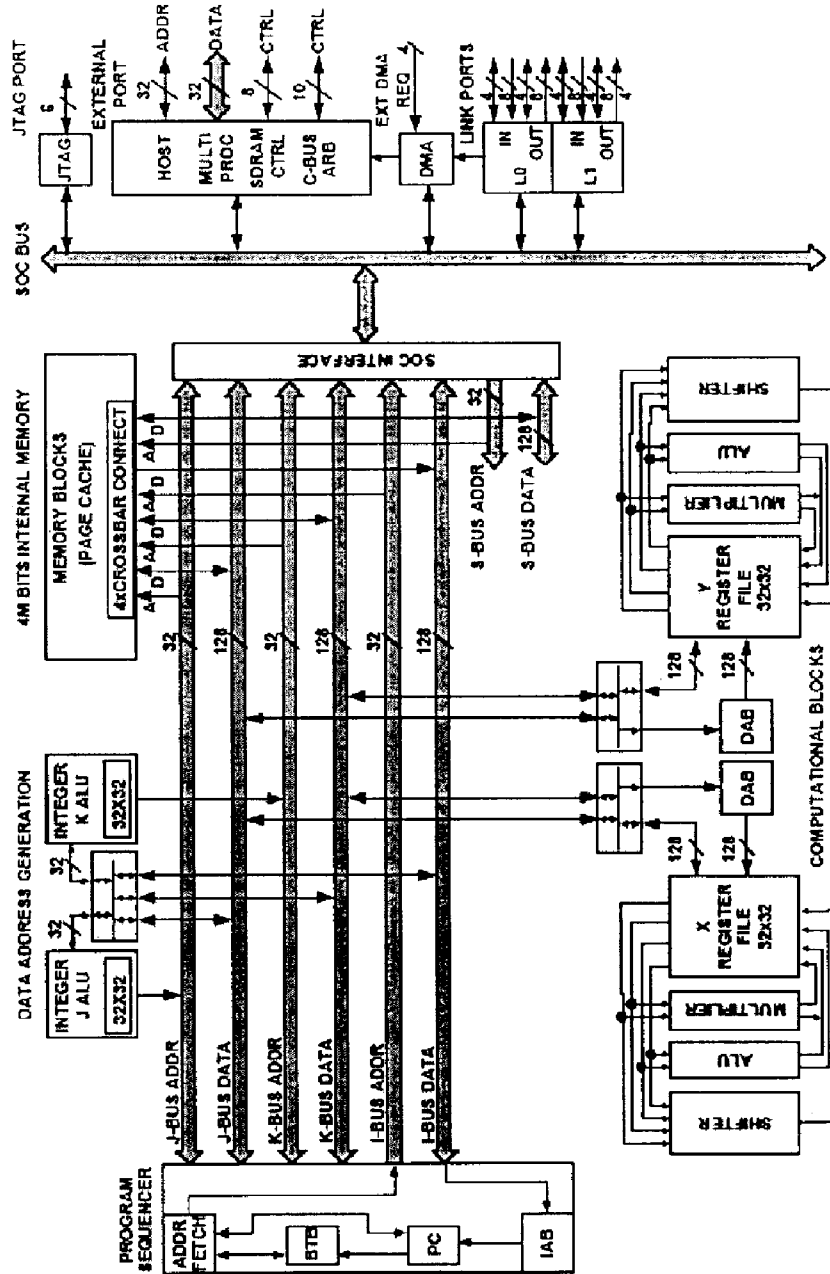 DATA ADDRESS GENERATION
4M BITS INTERNAL MEMORY
SOC BUS
JTAG PORT
INTEGER
J ALU
32X32
32
32
INTEGER
K ALU
32X32
MEMORY BLOCKS
(PAGE CACHE)
4xCROSSBAR CONNECT
A
D
A
D
A
D
A
D
JTAG
6
PROGRAM
SEQUENCER
ADDR
FETCH
BTB
PC
IAB
J-BUS ADDR
32
J-BUS DATA
128
K-BUS ADDR
32
K-BUS DATA
128
I-BUS ADDR
32
I-BUS DATA
128
SOC INTERFACE
S-BUS ADDR
32
S-BUS DATA
128
EXTERNAL
PORT
HOST
32
ADDR
MULTI
PROC
32
DATA
SDRAM
CTRL
8
CTRL
C-BUS
ARB
10
CTRL
EXT DMA
REQ
4
DMA
LINK PORTS
L0
IN
OUT
4
8
4
8
L1
IN
OUT
4
8
4
8
4
128
128
DAB
DAB
128
128
SHIFTER
ALU
MULTIPLIER
X
REGISTER
FILE
32x32
Y
REGISTER
FILE
32x32
MULTIPLIER
ALU
SHIFTER
COMPUTATIONAL BLOCKS